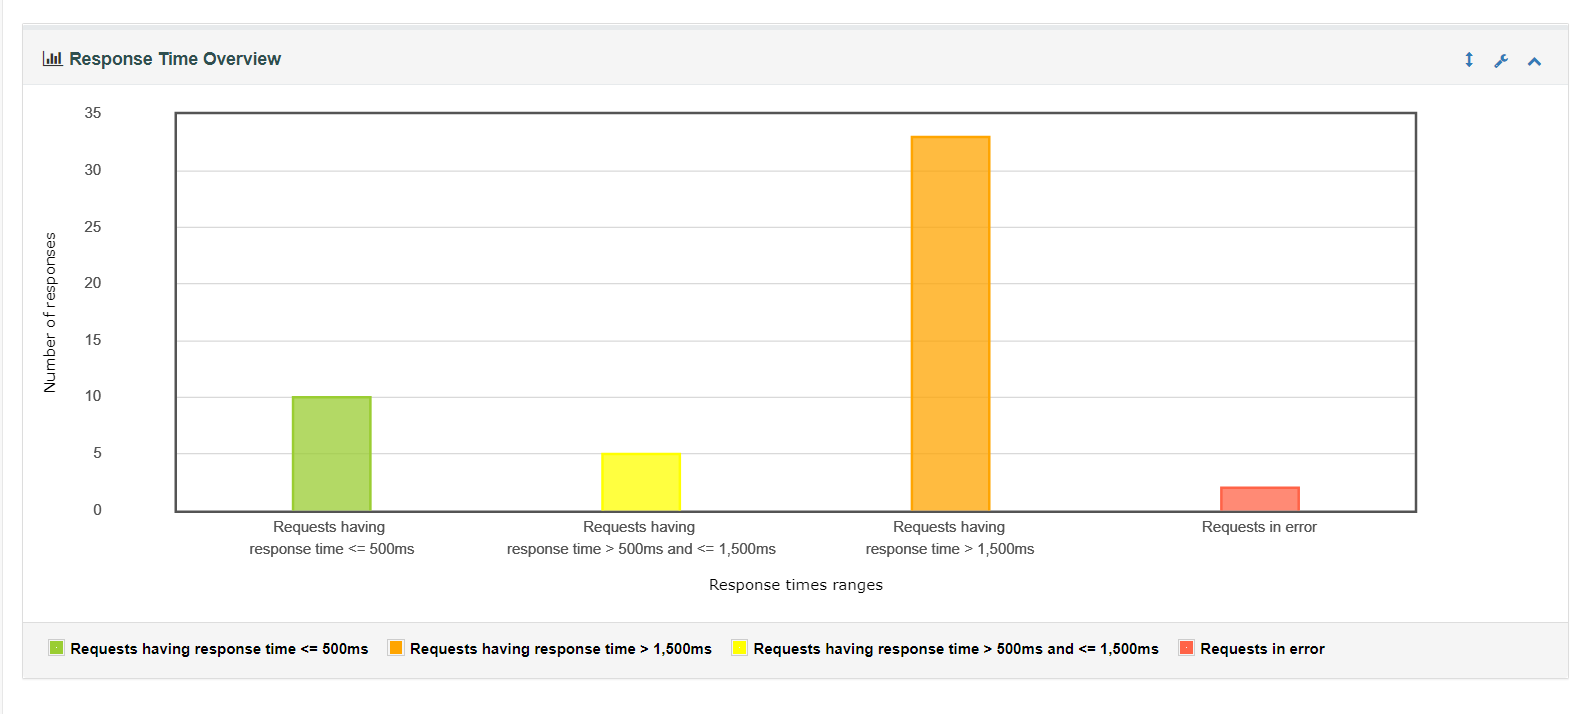 Response Time Overview
35
30
25
20
15
10
5
0
Number of responses
Requests having
response time <= 500ms
Requests having
response time > 500ms and <= 1,500ms
Requests having
response time > 1,500ms
Requests in error
Response times ranges
Requests having response time <= 500ms
Requests having response time > 1,500ms
Requests having response time > 500ms and <= 1,500ms
Requests in error